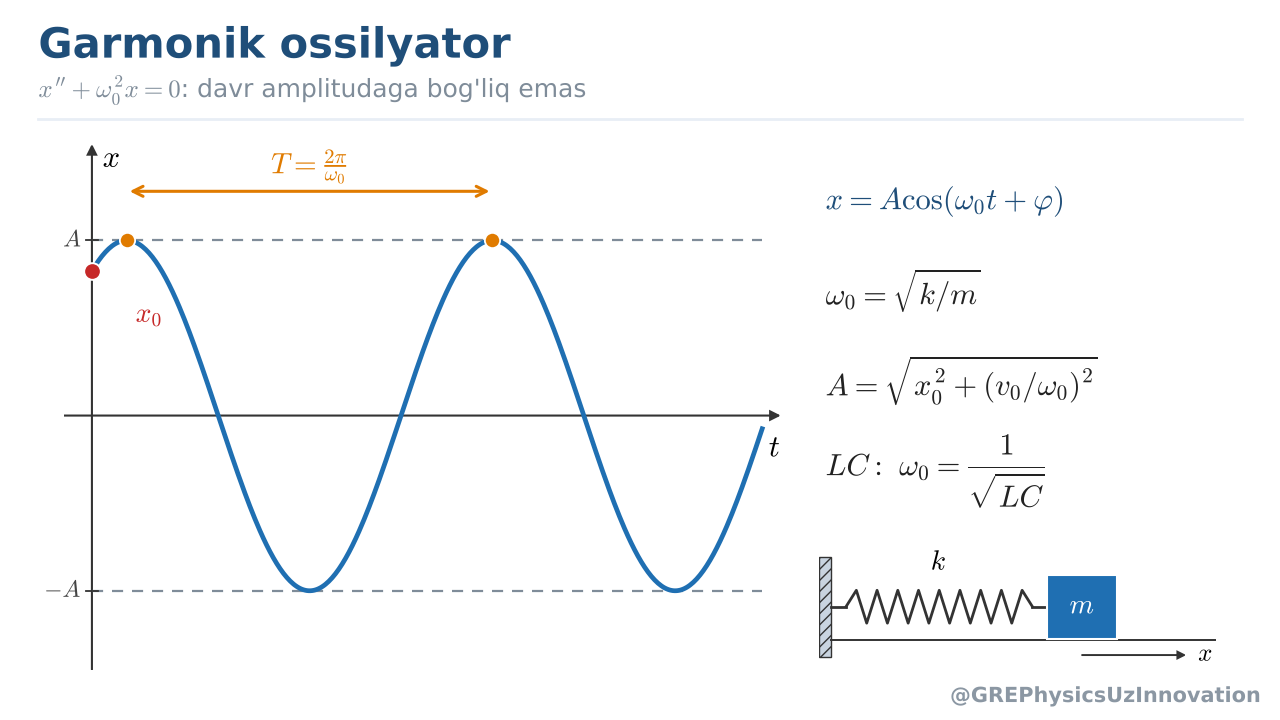 Garmonik ossilyator
x″ + ω₀²x = 0: davr amplitudaga bog'liq emas
x
T = 2π/ω₀
A
x₀
t
−A
x = A cos(ω₀t + φ)
ω₀ = √(k/m)
A = √(x₀² + (v₀/ω₀)²)
LC : ω₀ = 1/√(LC)
k
m
x
@GREPhysicsUzInnovation